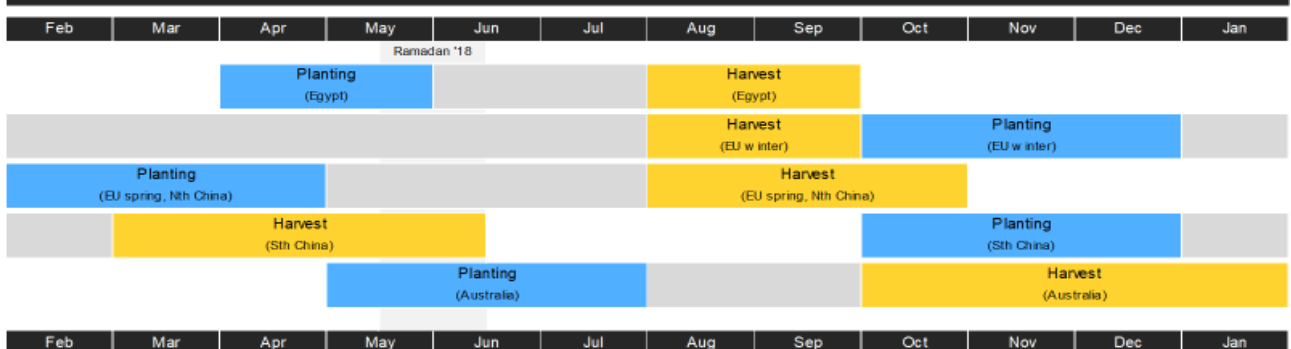 Feb Mar Apr May Jun Jul Aug Sep Oct Nov Dec Jan
Ramadan '18
Planting Harvest
(Egypt) (Egypt)
Harvest Planting
(EU winter) (EU winter)
Planting Harvest
(EU spring, Nth China) (EU spring, Nth China)
Harvest Planting
(Sth China) (Sth China)
Planting Harvest
(Australia) (Australia)
Feb Mar Apr May Jun Jul Aug Sep Oct Nov Dec Jan